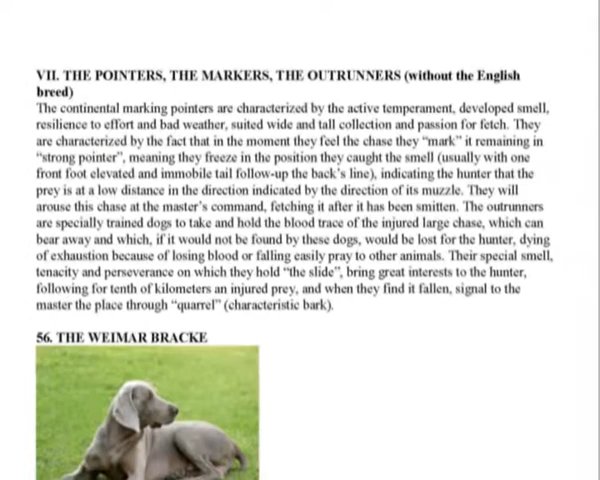 VII. THE POINTERS, THE MARKERS, THE OUTRUNNERS (without the English
breed)
The continental marking pointers are characterized by the active temperament, developed smell,
resilience to effort and bad weather, suited wide and tall collection and passion for fetch. They
are characterized by the fact that in the moment they feel the chase they “mark” it remaining in
“strong pointer”, meaning they freeze in the position they caught the smell (usually with one
front foot elevated and immobile tail follow-up the back’s line), indicating the hunter that the
prey is at a low distance in the direction indicated by the direction of its muzzle. They will
arouse this chase at the master’s command, fetching it after it has been smitten. The outrunners
are specially trained dogs to take and hold the blood trace of the injured large chase, which can
bear away and which, if it would not be found by these dogs, would be lost for the hunter, dying
of exhaustion because of losing blood or falling easily pray to other animals. Their special smell,
tenacity and perseverance on which they hold “the slide”, bring great interests to the hunter,
following for tenth of kilometers an injured prey, and when they find it fallen, signal to the
master the place through “quarrel” (characteristic bark).
56. THE WEIMAR BRACKE